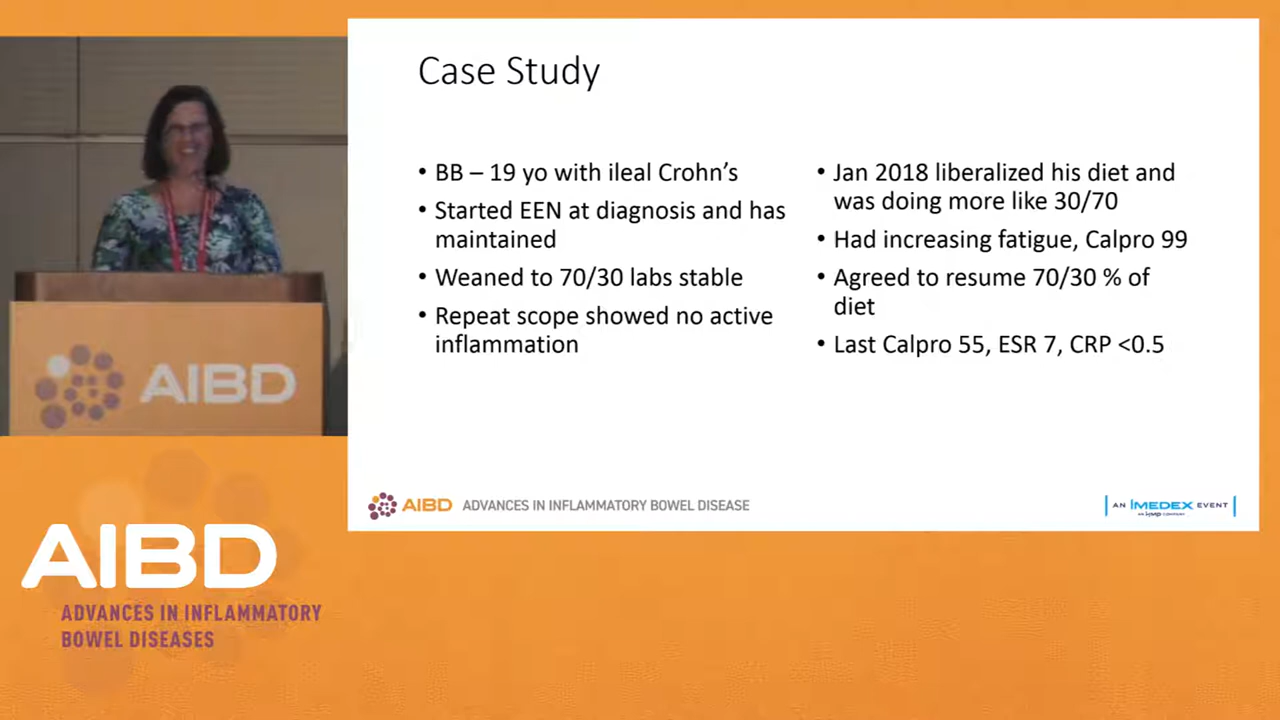 Case Study
• BB – 19 yo with ileal Crohn's
• Started EEN at diagnosis and has
maintained
• Weaned to 70/30 labs stable
• Repeat scope showed no active
inflammation
• Jan 2018 liberalized his diet and
was doing more like 30/70
• Had increasing fatigue, Calpro 99
• Agreed to resume 70/30 % of
diet
• Last Calpro 55, ESR 7, CRP <0.5
AIBD ADVANCES IN INFLAMMATORY BOWEL DISEASE
AN IMEDEX EVENT
AIBD
AIBD
ADVANCES IN INFLAMMATORY
BOWEL DISEASES